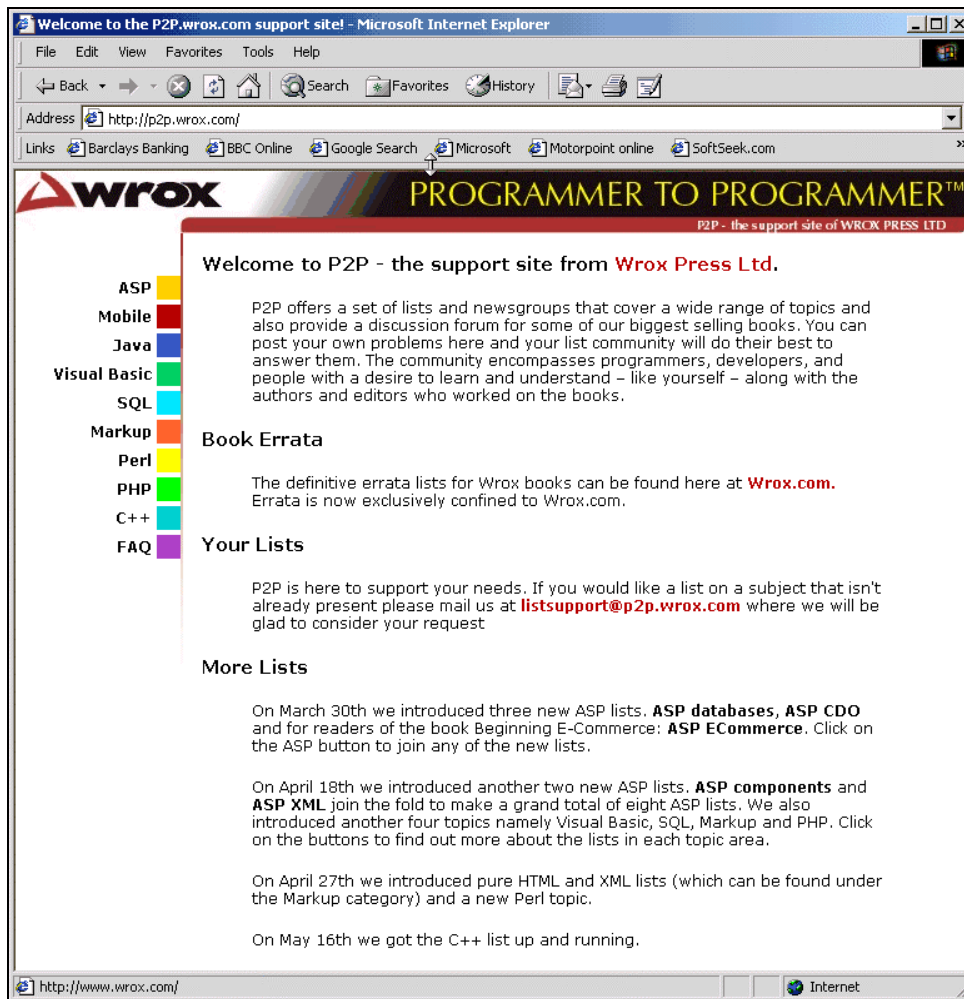 Welcome to the P2P.wrox.com support site! - Microsoft Internet Explorer
File Edit View Favorites Tools Help
Back Search Favorites History
Address http://p2p.wrox.com/
Links Barclays Banking BBC Online Google Search Microsoft Motorpoint online SoftSeek.com »
wrox PROGRAMMER TO PROGRAMMER™
P2P - the support site of WROX PRESS LTD
ASP
Mobile
Java
Visual Basic
SQL
Markup
Perl
PHP
C++
FAQ
Welcome to P2P - the support site from Wrox Press Ltd.
P2P offers a set of lists and newsgroups that cover a wide range of topics and
also provide a discussion forum for some of our biggest selling books. You can
post your own problems here and your list community will do their best to
answer them. The community encompasses programmers, developers, and
people with a desire to learn and understand – like yourself – along with the
authors and editors who worked on the books.
Book Errata
The definitive errata lists for Wrox books can be found here at Wrox.com.
Errata is now exclusively confined to Wrox.com.
Your Lists
P2P is here to support your needs. If you would like a list on a subject that isn't
already present please mail us at listsupport@p2p.wrox.com where we will be
glad to consider your request
More Lists
On March 30th we introduced three new ASP lists. ASP databases, ASP CDO
and for readers of the book Beginning E-Commerce: ASP ECommerce. Click on
the ASP button to join any of the new lists.
On April 18th we introduced another two new ASP lists. ASP components and
ASP XML join the fold to make a grand total of eight ASP lists. We also
introduced another four topics namely Visual Basic, SQL, Markup and PHP. Click
on the buttons to find out more about the lists in each topic area.
On April 27th we introduced pure HTML and XML lists (which can be found under
the Markup category) and a new Perl topic.
On May 16th we got the C++ list up and running.
http://www.wrox.com/ Internet